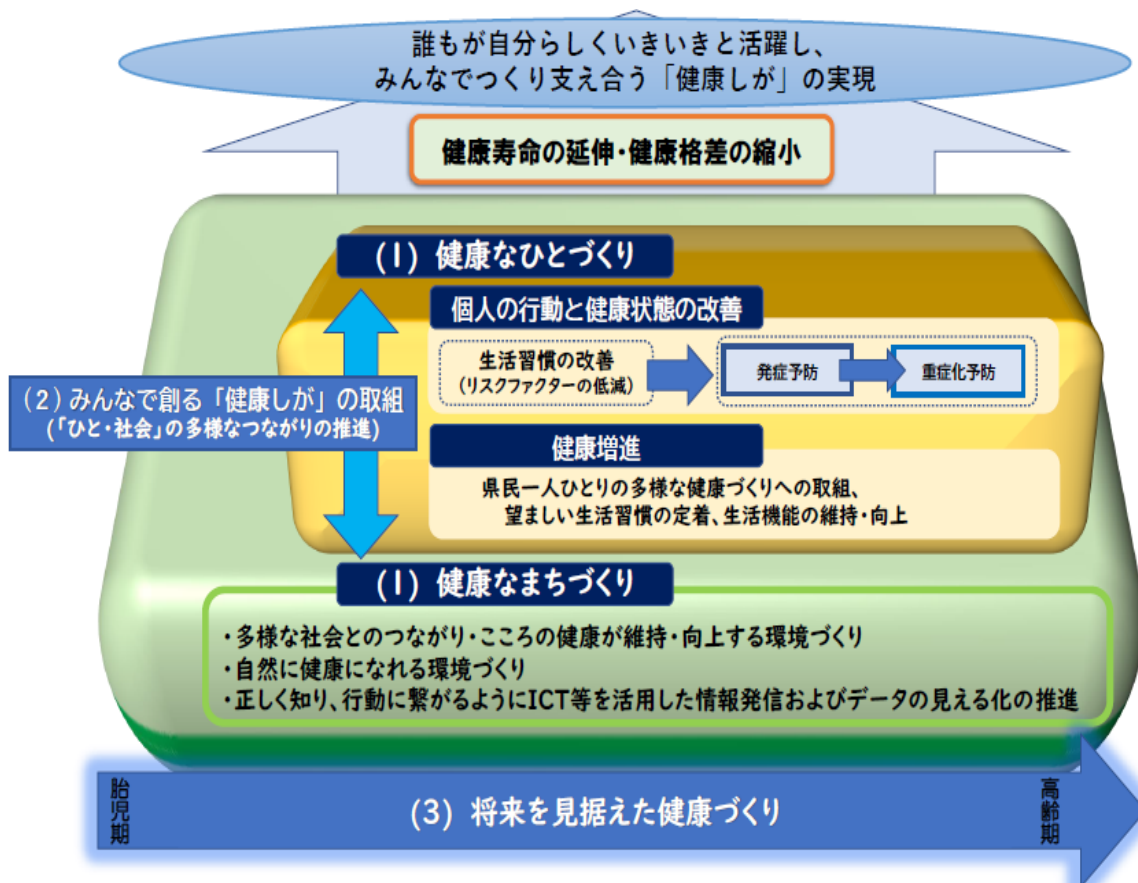 誰もが自分らしくいきいきと活躍し、
みんなでつくり支え合う「健康しが」の実現
健康寿命の延伸・健康格差の縮小
(1) 健康なひとづくり
個人の行動と健康状態の改善
生活習慣の改善
(リスクファクターの低減)
発症予防
重症化予防
(2)みんなで創る「健康しが」の取組
(「ひと・社会」の多様なつながりの推進)
健康増進
県民一人ひとりの多様な健康づくりへの取組、
望ましい生活習慣の定着、生活機能の維持・向上
(1) 健康なまちづくり
・多様な社会とのつながり・こころの健康が維持・向上する環境づくり
・自然に健康になれる環境づくり
・正しく知り、行動に繋がるようにICT等を活用した情報発信およびデータの見える化の推進
胎児期
(3) 将来を見据えた健康づくり
高齢期